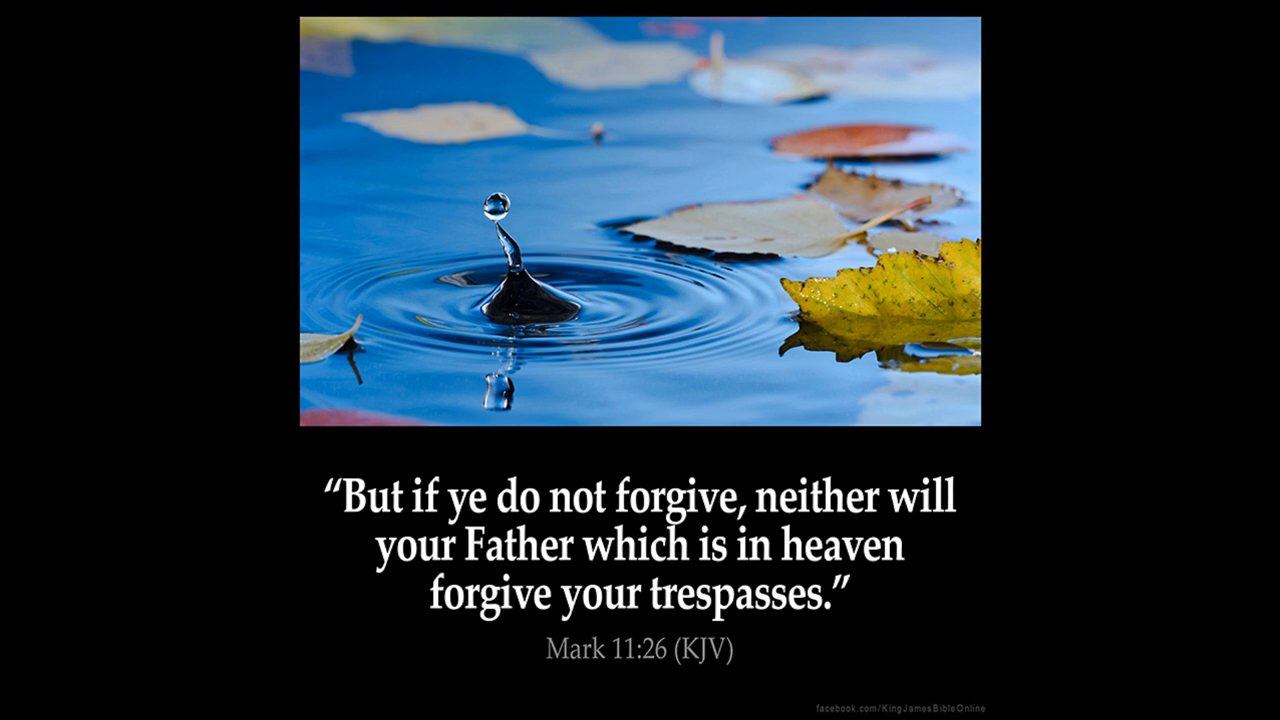 “But if ye do not forgive, neither will
your Father which is in heaven
forgive your trespasses.”
Mark 11:26 (KJV)
facebook.com/KingJamesBibleOnline